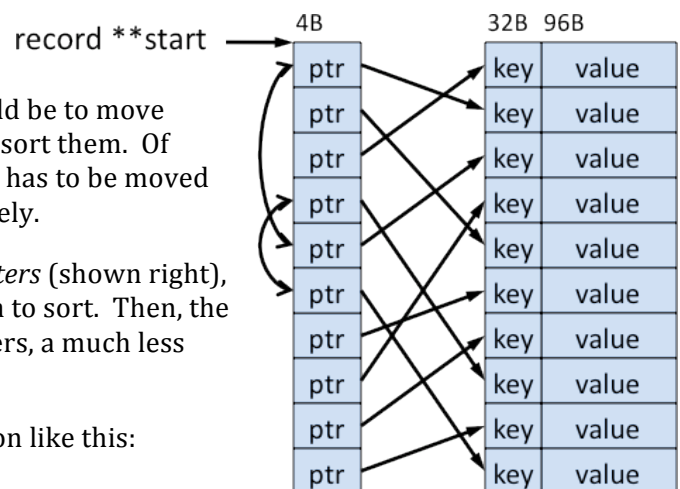 4B
32B 96B
record **start
ptr key value
ld be to move
ptr key value
sort them. Of
ptr key value
has to be moved
ptr key value
ely.
ptr key value
ters (shown right),
ptr key value
n to sort. Then, the
ptr key value
ers, a much less
ptr key value
on like this:
ptr key value
ptr key value